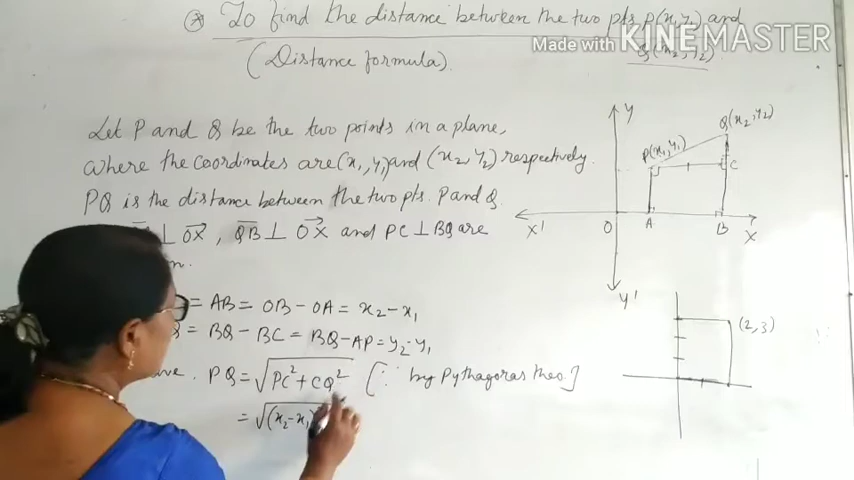 To find the distance between the two pts. P(x₁,y₁) and
Q(x₂,y₂)
(Distance formula).
Made with KINEMASTER
Let P and Q be the two points in a plane,
where the coordinates are (x₁,y₁) and (x₂,y₂) respectively.
PQ is the distance between the two pts. P and Q.
⊥ OX, QB ⊥ OX and PC ⊥ BQ are
= AB = OB - OA = x₂ - x₁
= BQ - BC = BQ - AP = y₂ - y₁
PQ = √PC² + CQ² [∵ by Pythagoras theo.]
= √(x₂ - x₁)
Y
Q(x₂,y₂)
P(x₁,y₁)
C
X' O A B X
Y'
(2,3)